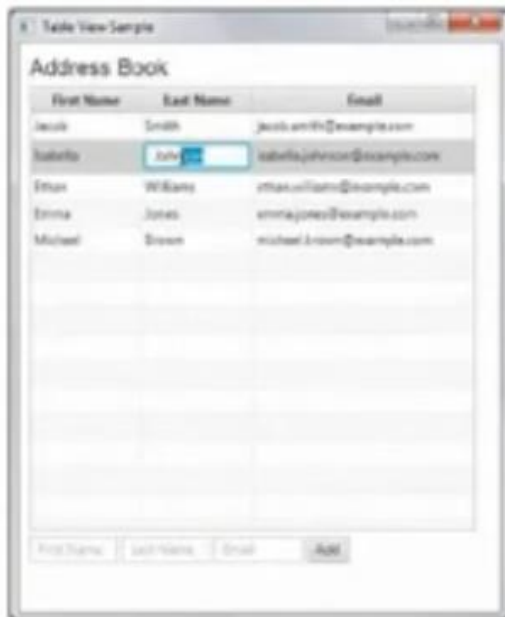 Table View Sample
Address Book
First Name Last Name Email
Jacob Smith jacob.smith@example.com
Isabella Johnson isabella.johnson@example.com
Ethan Williams ethan.williams@example.com
Emma Jones emma.jones@example.com
Michael Brown michael.brown@example.com
First Name Last Name Email Add